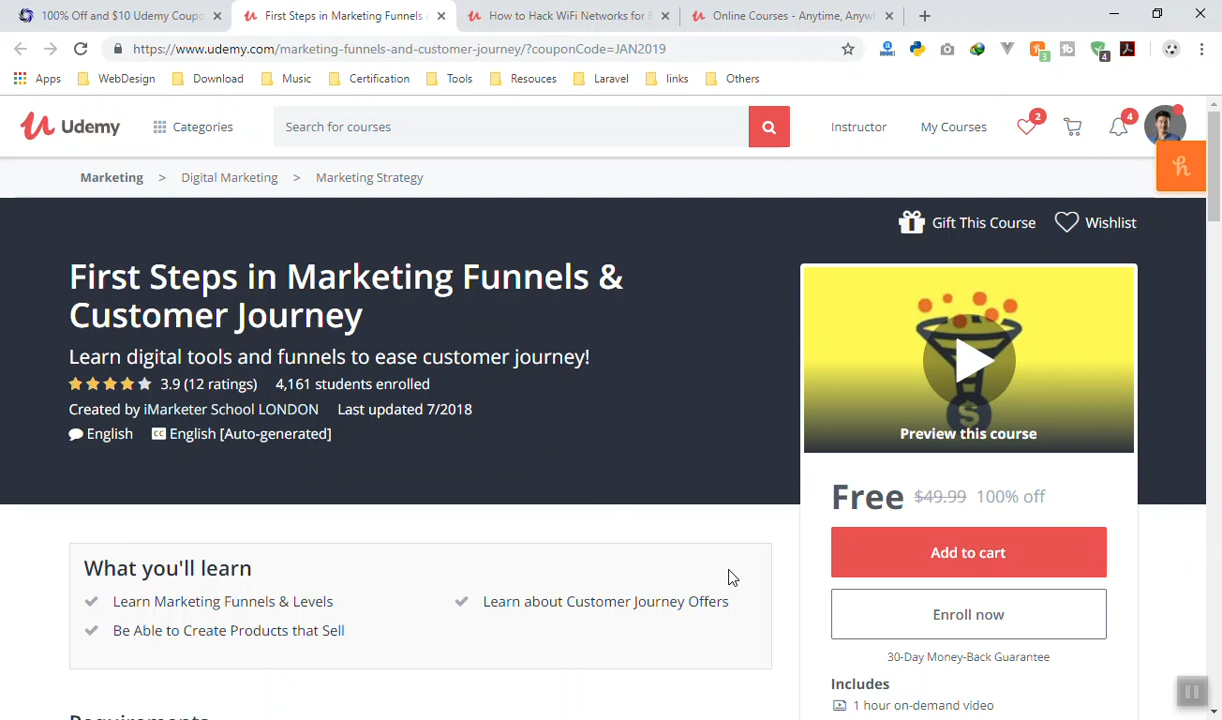 100% Off and $10 Udemy Coupo
First Steps in Marketing Funnels
How to Hack WiFi Networks for B
Online Courses - Anytime, Anywh
https://www.udemy.com/marketing-funnels-and-customer-journey/?couponCode=JAN2019
3
4
Apps
WebDesign
Download
Music
Certification
Tools
Resouces
Laravel
links
Others
Udemy
Categories
Search for courses
Instructor
My Courses
2
4
h
Marketing > Digital Marketing > Marketing Strategy
Gift This Course
Wishlist
First Steps in Marketing Funnels &
Customer Journey
Learn digital tools and funnels to ease customer journey!
3.9 (12 ratings) 4,161 students enrolled
Created by iMarketer School LONDON Last updated 7/2018
English CC English [Auto-generated]
$
Preview this course
Free $49.99 100% off
Add to cart
Enroll now
30-Day Money-Back Guarantee
Includes
1 hour on-demand video
What you'll learn
Learn Marketing Funnels & Levels
Learn about Customer Journey Offers
Be Able to Create Products that Sell
Requirements